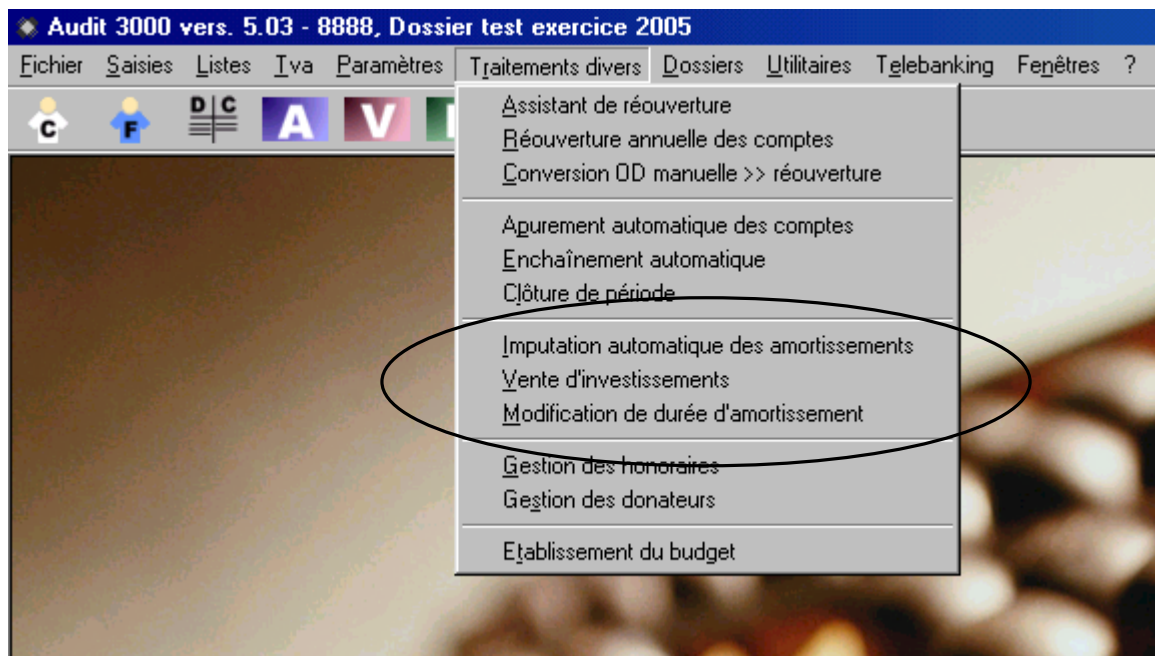 Audit 3000 vers. 5.03 - 8888, Dossier test exercice 2005
Fichier Saisies Listes Tva Paramètres Traitements divers Dossiers Utilitaires Telebanking Fenêtres ?
C F D C A V
Assistant de réouverture
Réouverture annuelle des comptes
Conversion OD manuelle >> réouverture
Apurement automatique des comptes
Enchaînement automatique
Clôture de période
Imputation automatique des amortissements
Vente d'investissements
Modification de durée d'amortissement
Gestion des honoraires
Gestion des donateurs
Etablissement du budget